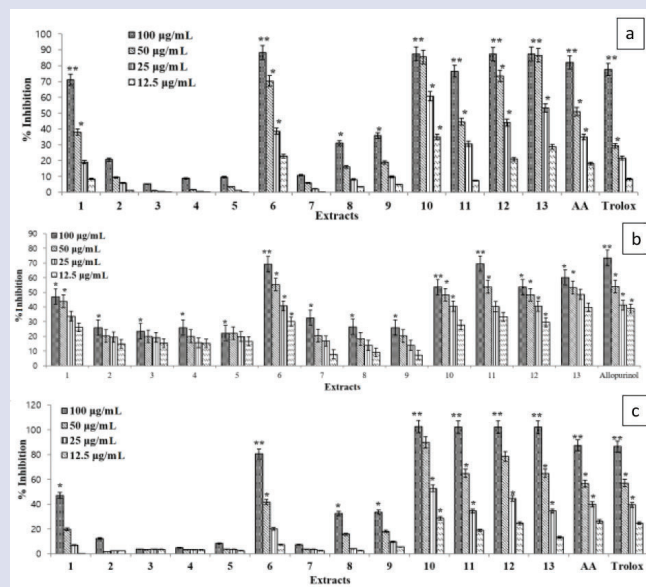 a
100
90
80
70
60
50
40
30
20
10
0
% Inhibition
100 µg/mL
50 µg/mL
25 µg/mL
12.5 µg/mL
** * ** * * * * ** * * ** * * ** * * ** * * ** * * ** *
1 2 3 4 5 6 7 8 9 10 11 12 13 AA Trolox
Extracts
b
90
80
70
60
50
40
30
20
10
0
%Inhibition
100 µg/mL
50 µg/mL
25 µg/mL
12.5 µg/mL
1 2 3 4 5 6 7 8 9 10 11 12 13 Allopurinol
Extracts
c
120
100
80
60
40
20
0
% Inhibition
100 µg/mL
50 µg/mL
25 µg/mL
12.5 µg/mL
1 2 3 4 5 6 7 8 9 10 11 12 13 AA Trolox
Extracts